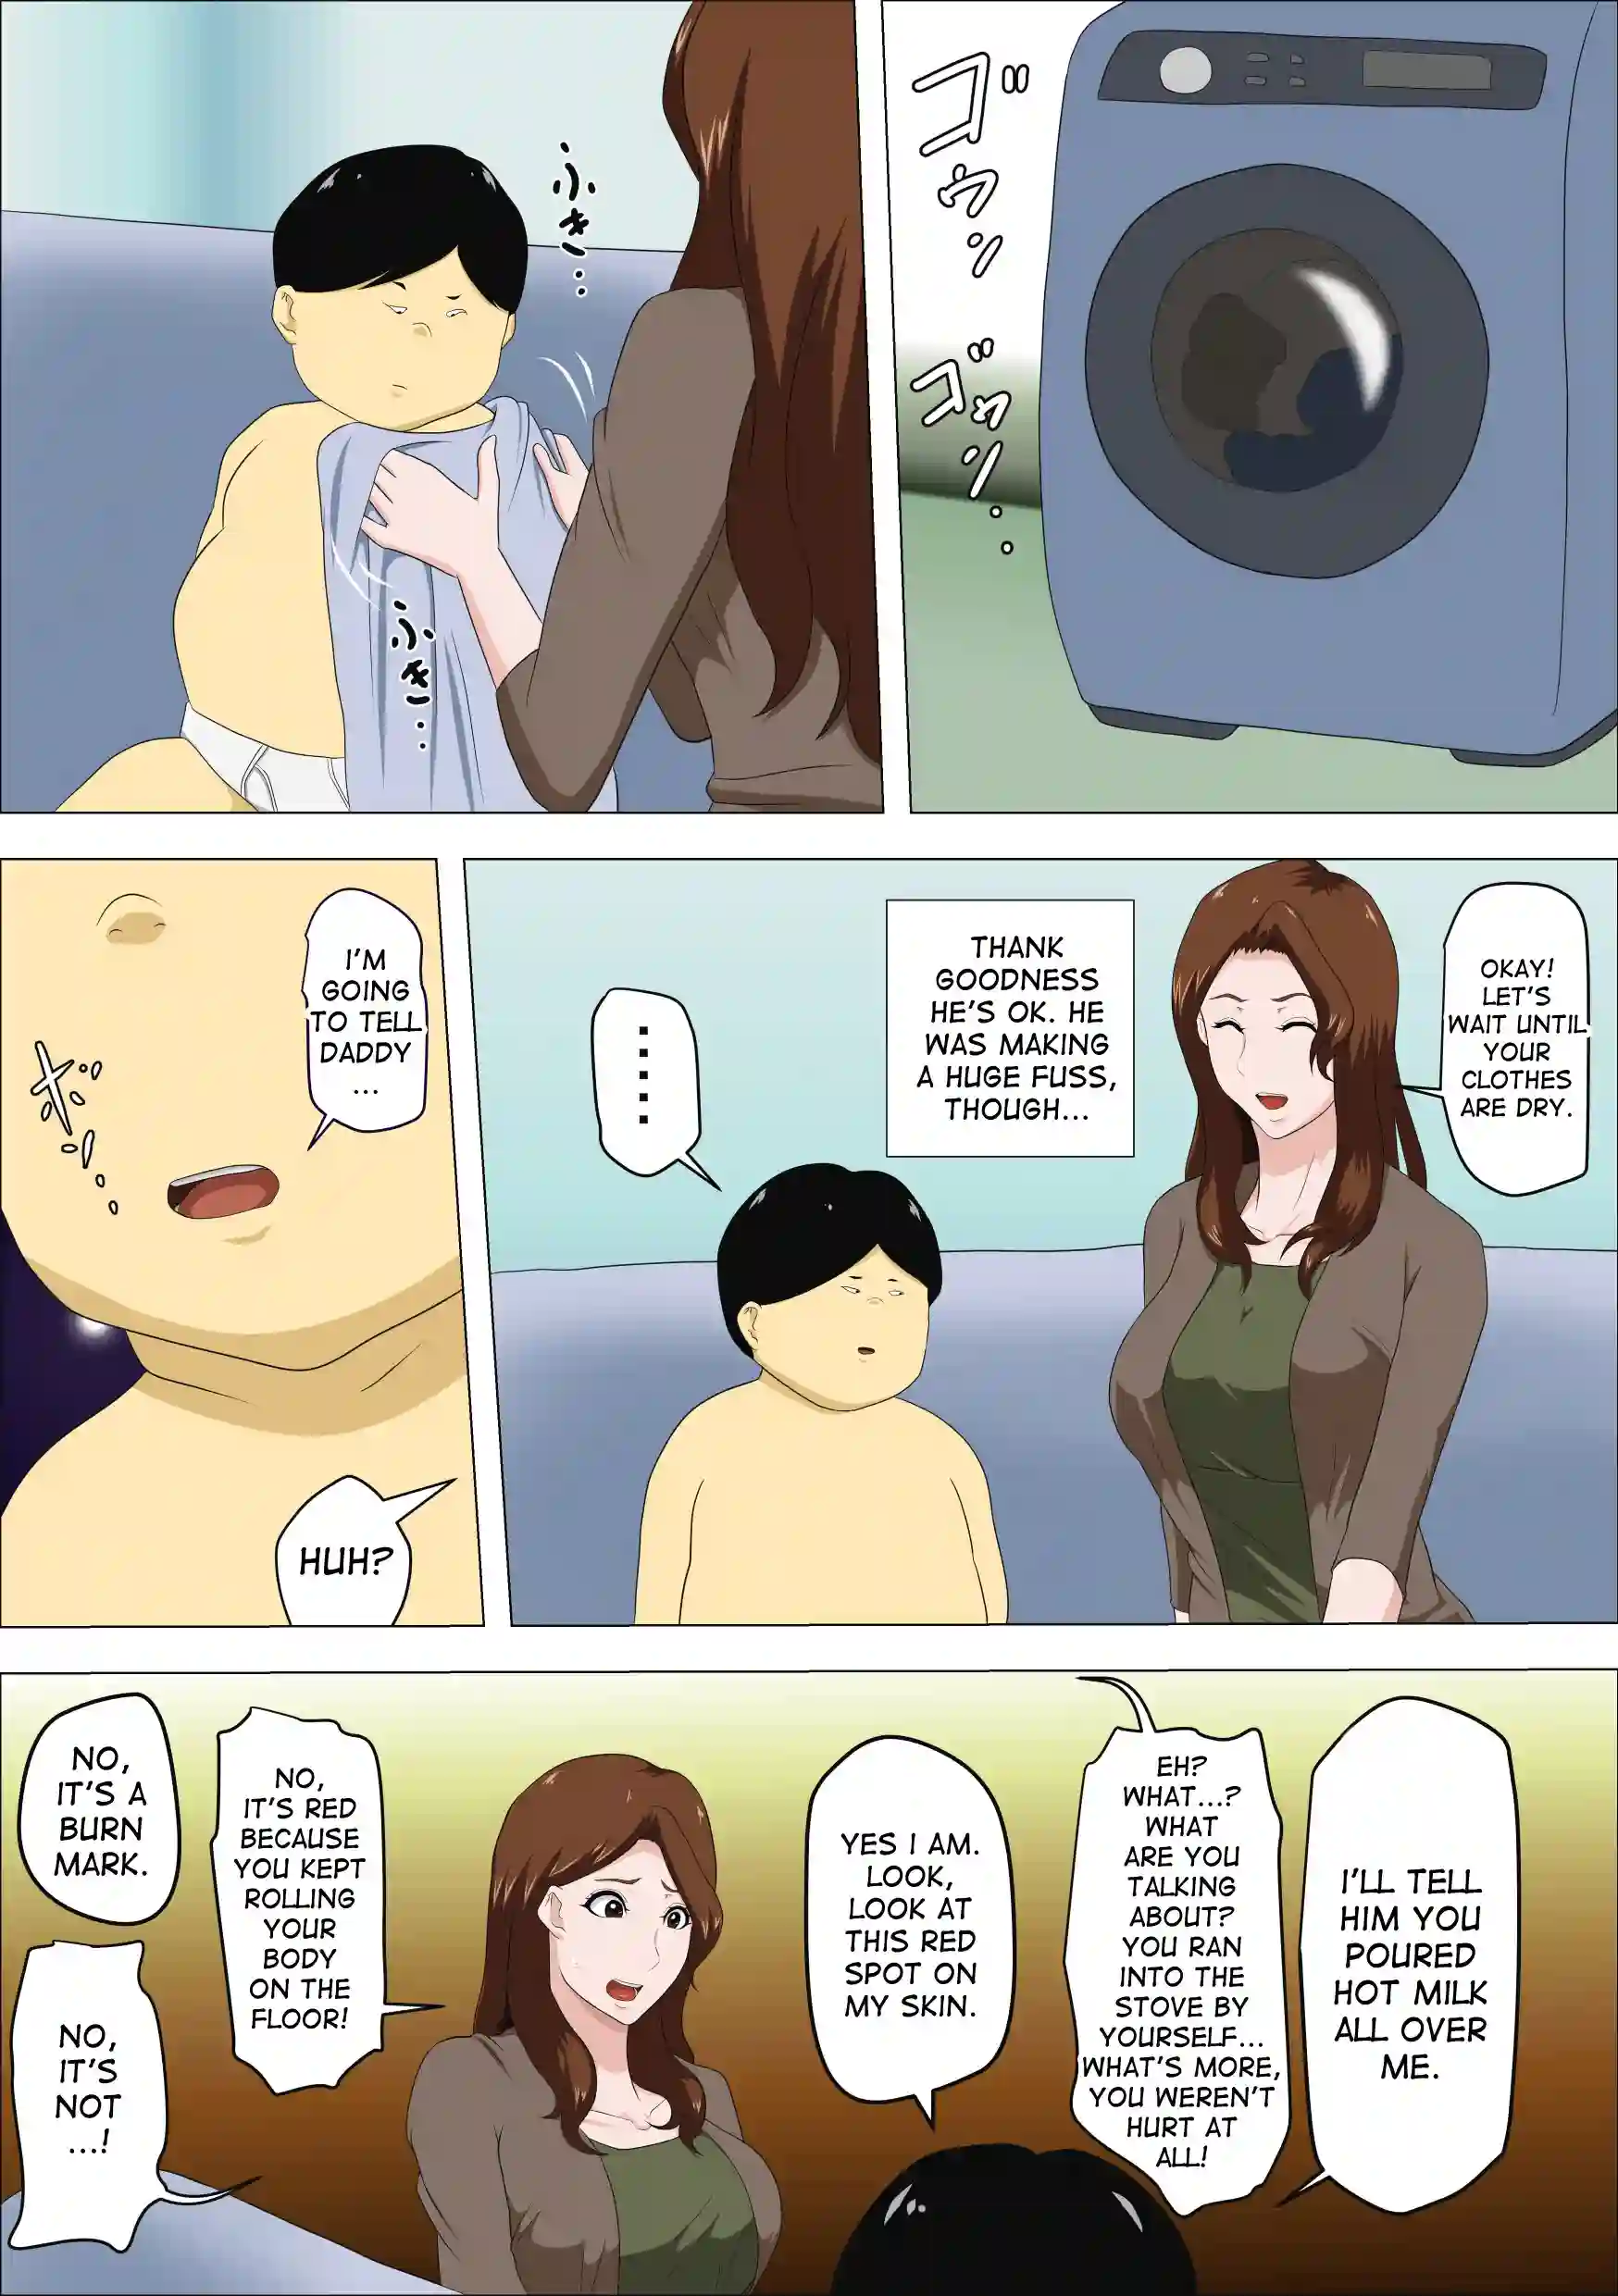 ゴウン
ゴウン‥
ふき‥
ふき‥
OKAY!
LET'S
WAIT UNTIL
YOUR
CLOTHES
ARE DRY.
THANK
GOODNESS
HE'S OK. HE
WAS MAKING
A HUGE FUSS,
THOUGH...
......
I'M
GOING
TO TELL
DADDY
...
HUH?
I'LL TELL
HIM YOU
POURED
HOT MILK
ALL OVER
ME.
EH?
WHAT...?
WHAT
ARE YOU
TALKING
ABOUT?
YOU RAN
INTO THE
STOVE BY
YOURSELF...
WHAT'S MORE,
YOU WEREN'T
HURT AT
ALL!
YES I AM.
LOOK,
LOOK AT
THIS RED
SPOT ON
MY SKIN.
NO,
IT'S RED
BECAUSE
YOU KEPT
ROLLING
YOUR
BODY
ON THE
FLOOR!
NO,
IT'S A
BURN
MARK.
NO,
IT'S
NOT
...!